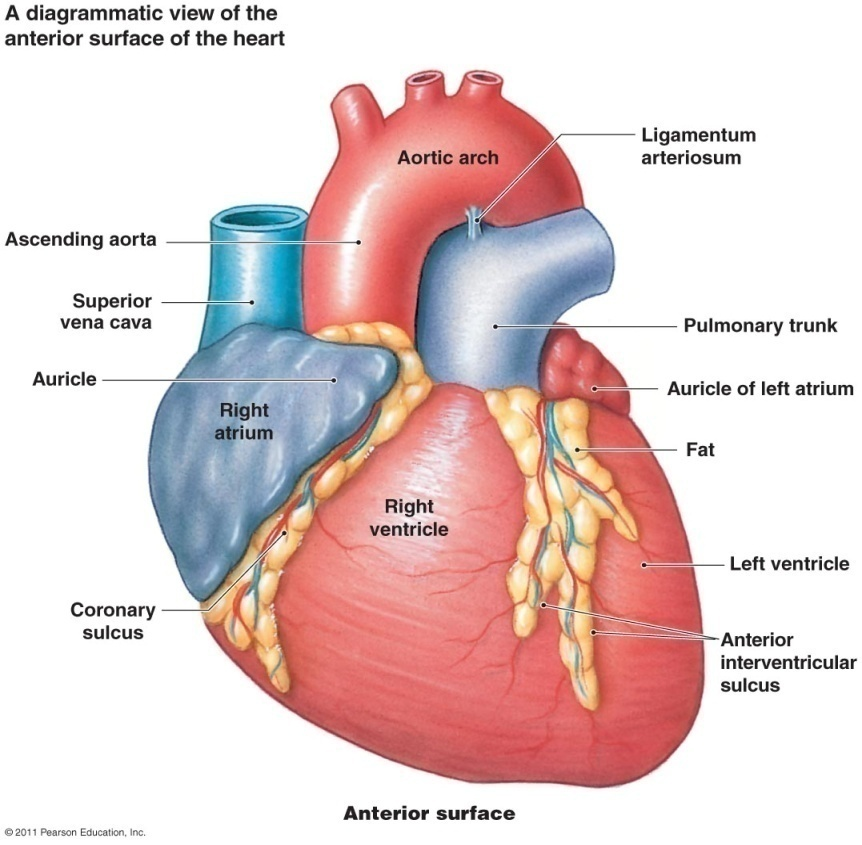 A diagrammatic view of the
anterior surface of the heart
Ligamentum
arteriosum
Aortic arch
Ascending aorta
Superior
vena cava
Pulmonary trunk
Auricle
Auricle of left atrium
Right
atrium
Fat
Right
ventricle
Left ventricle
Coronary
sulcus
Anterior
interventricular
sulcus
Anterior surface
© 2011 Pearson Education, Inc.